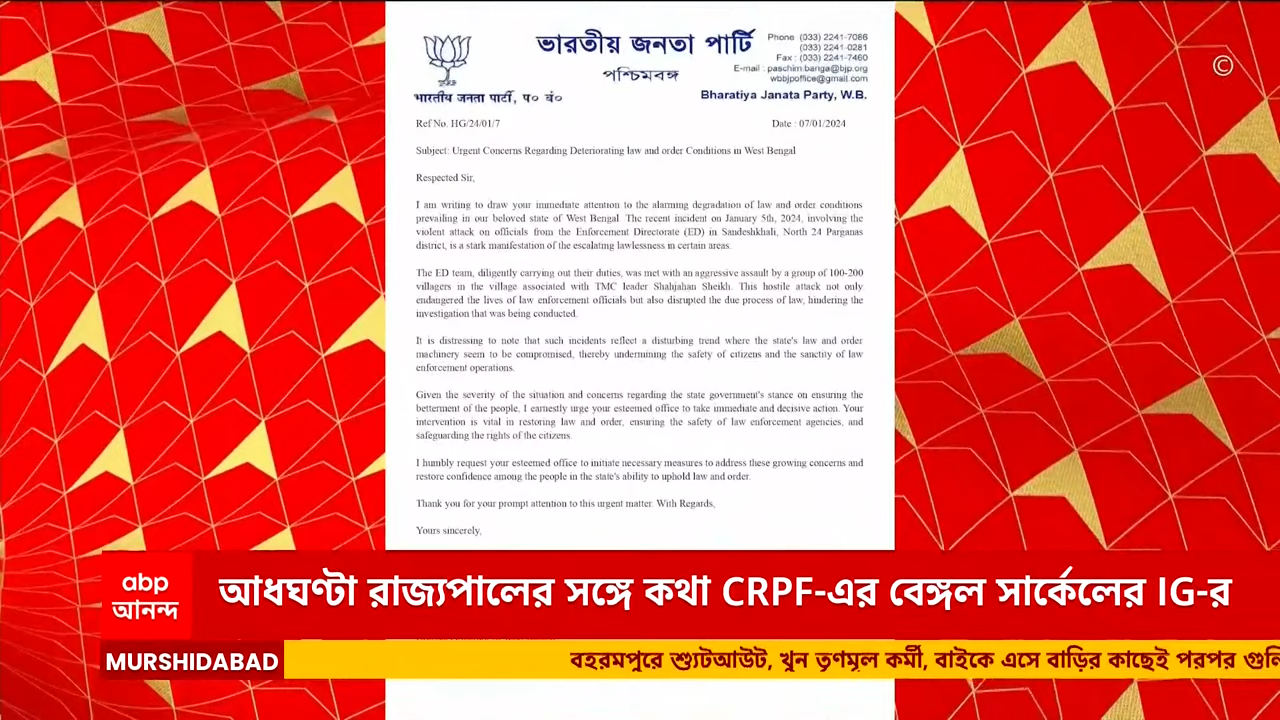 ভারতীয় জনতা পার্টি
পশ্চিমবঙ্গ
Phone (033) 2241-7086
(033) 2241-0281
Fax : (033) 2241-7460
E-mail : paschim.banga@bjp.org
wbbjpoffice@gmail.com
भारतीय जनता पार्टी, प० बं०
Bharatiya Janata Party, W.B.
©
Ref No. HG/24/01/7
Date : 07/01/2024
Subject: Urgent Concerns Regarding Deteriorating law and order Conditions in West Bengal
Respected Sir,
I am writing to draw your immediate attention to the alarming degradation of law and order conditions
prevailing in our beloved state of West Bengal. The recent incident on January 5th, 2024, involving the
violent attack on officials from the Enforcement Directorate (ED) in Sandeshkhali, North 24 Parganas
district, is a stark manifestation of the escalating lawlessness in certain areas.
The ED team, diligently carrying out their duties, was met with an aggressive assault by a group of 100-200
villagers in the village associated with TMC leader Shahjahan Sheikh. This hostile attack not only
endangered the lives of law enforcement officials but also disrupted the due process of law, hindering the
investigation that was being conducted.
It is distressing to note that such incidents reflect a disturbing trend where the state's law and order
machinery seem to be compromised, thereby undermining the safety of citizens and the sanctity of law
enforcement operations.
Given the severity of the situation and concerns regarding the state government's stance on ensuring the
betterment of the people, I earnestly urge your esteemed office to take immediate and decisive action. Your
intervention is vital in restoring law and order, ensuring the safety of law enforcement agencies, and
safeguarding the rights of the citizens.
I humbly request your esteemed office to initiate necessary measures to address these growing concerns and
restore confidence among the people in the state's ability to uphold law and order.
Thank you for your prompt attention to this urgent matter. With Regards,
Yours sincerely,
abp
আনন্দ
আধঘণ্টা রাজ্যপালের সঙ্গে কথা CRPF-এর বেঙ্গল সার্কেলের IG-র
MURSHIDABAD
বহরমপুরে শ্যুটআউট, খুন তৃণমূল কর্মী, বাইকে এসে বাড়ির কাছেই পরপর